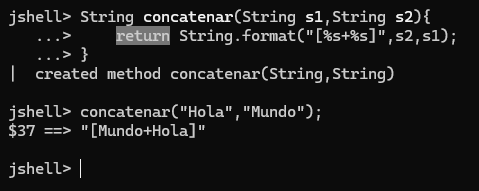 jshell> String concatenar(String s1,String s2){
   ...>     return String.format("[%s+%s]",s2,s1);
   ...> }
|  created method concatenar(String,String)

jshell> concatenar("Hola","Mundo");
$37 ==> "[Mundo+Hola]"

jshell>